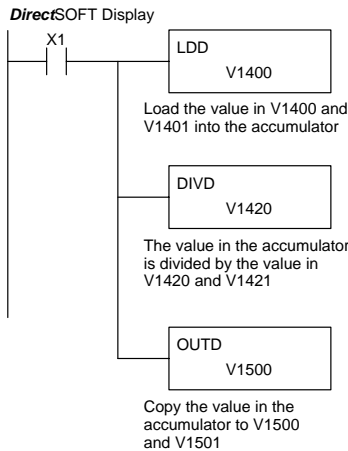 DirectSOFT Display
X1
LDD
V1400
Load the value in V1400 and
V1401 into the accumulator
DIVD
V1420
The value in the accumulator
is divided by the value in
V1420 and V1421
OUTD
V1500
Copy the value in the
accumulator to V1500
and V1501